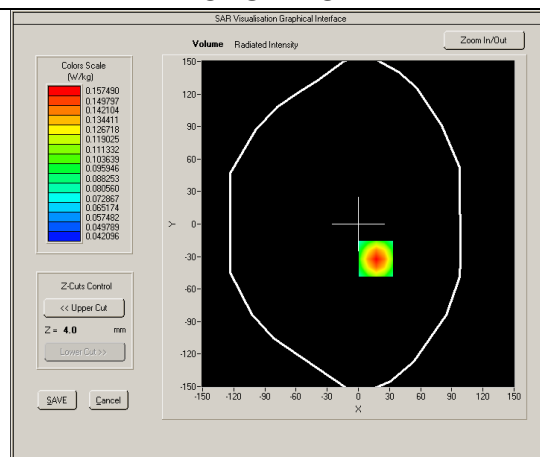 SAR Visualisation Graphical Interface
Volume Radiated Intensity
Zoom In/Out
Colors Scale
(W/kg)
0.157490
0.149797
0.142104
0.134411
0.126718
0.119025
0.111332
0.103639
0.095946
0.088253
0.080560
0.072867
0.065174
0.057482
0.049789
0.042096
Z-Cuts Control
<< Upper Cut
Z = 4.0 mm
Lower Cut >>
SAVE Cancel
150
120
90
60
30
0
-30
-60
-90
-120
-150
Y
-150 -120 -90 -60 -30 0 30 60 90 120 150
X